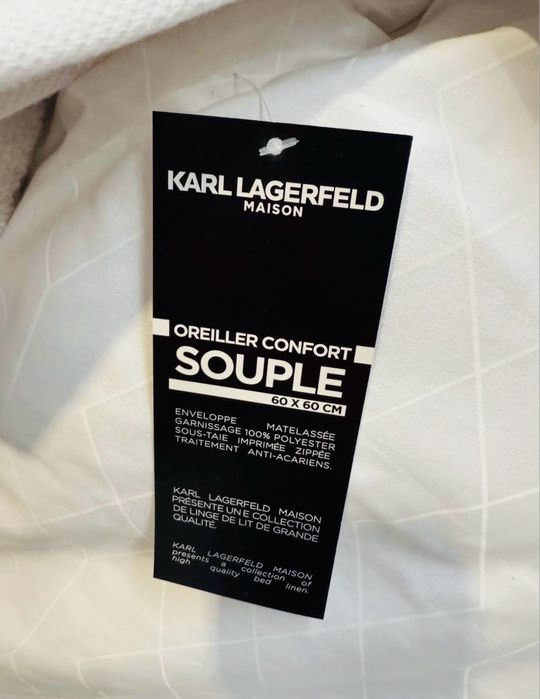 KARL LAGERFELD
MAISON
OREILLER CONFORT
SOUPLE
60 X 60 CM
ENVELOPPE MATELASSÉE
GARNISSAGE 100% POLYESTER
SOUS-TAIE IMPRIMÉE ZIPPÉE
TRAITEMENT ANTI-ACARIENS.
KARL LAGERFELD MAISON
PRÉSENTE UNE COLLECTION
DE LINGE DE LIT DE GRANDE
QUALITÉ.
KARL LAGERFELD MAISON
presents a collection of
high quality bed linen.